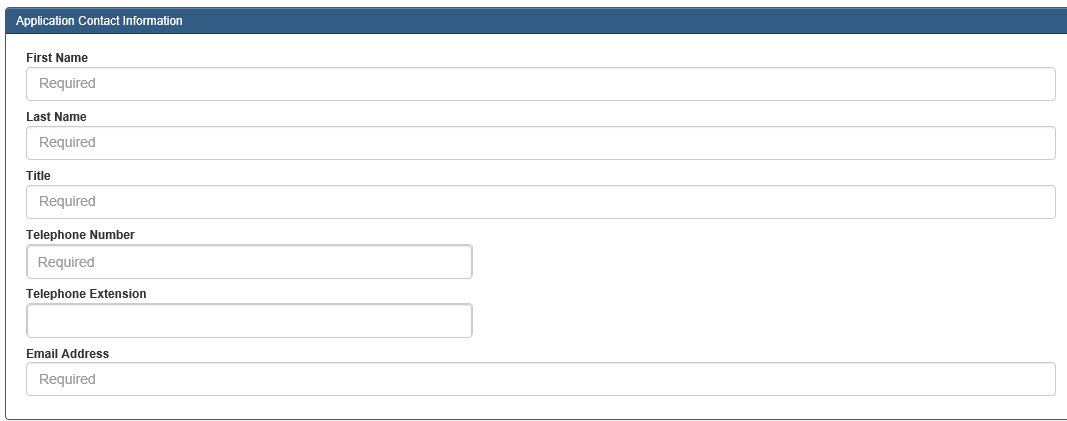 Application Contact Information
First Name
Required
Last Name
Required
Title
Required
Telephone Number
Required
Telephone Extension
Email Address
Required